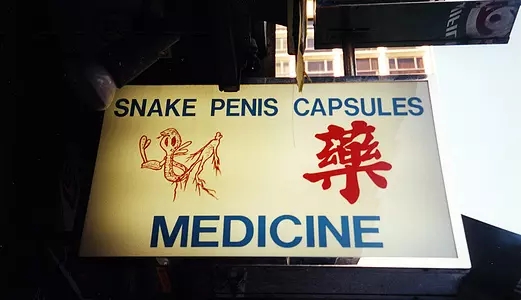 SNAKE PENIS CAPSULES
藥
MEDICINE